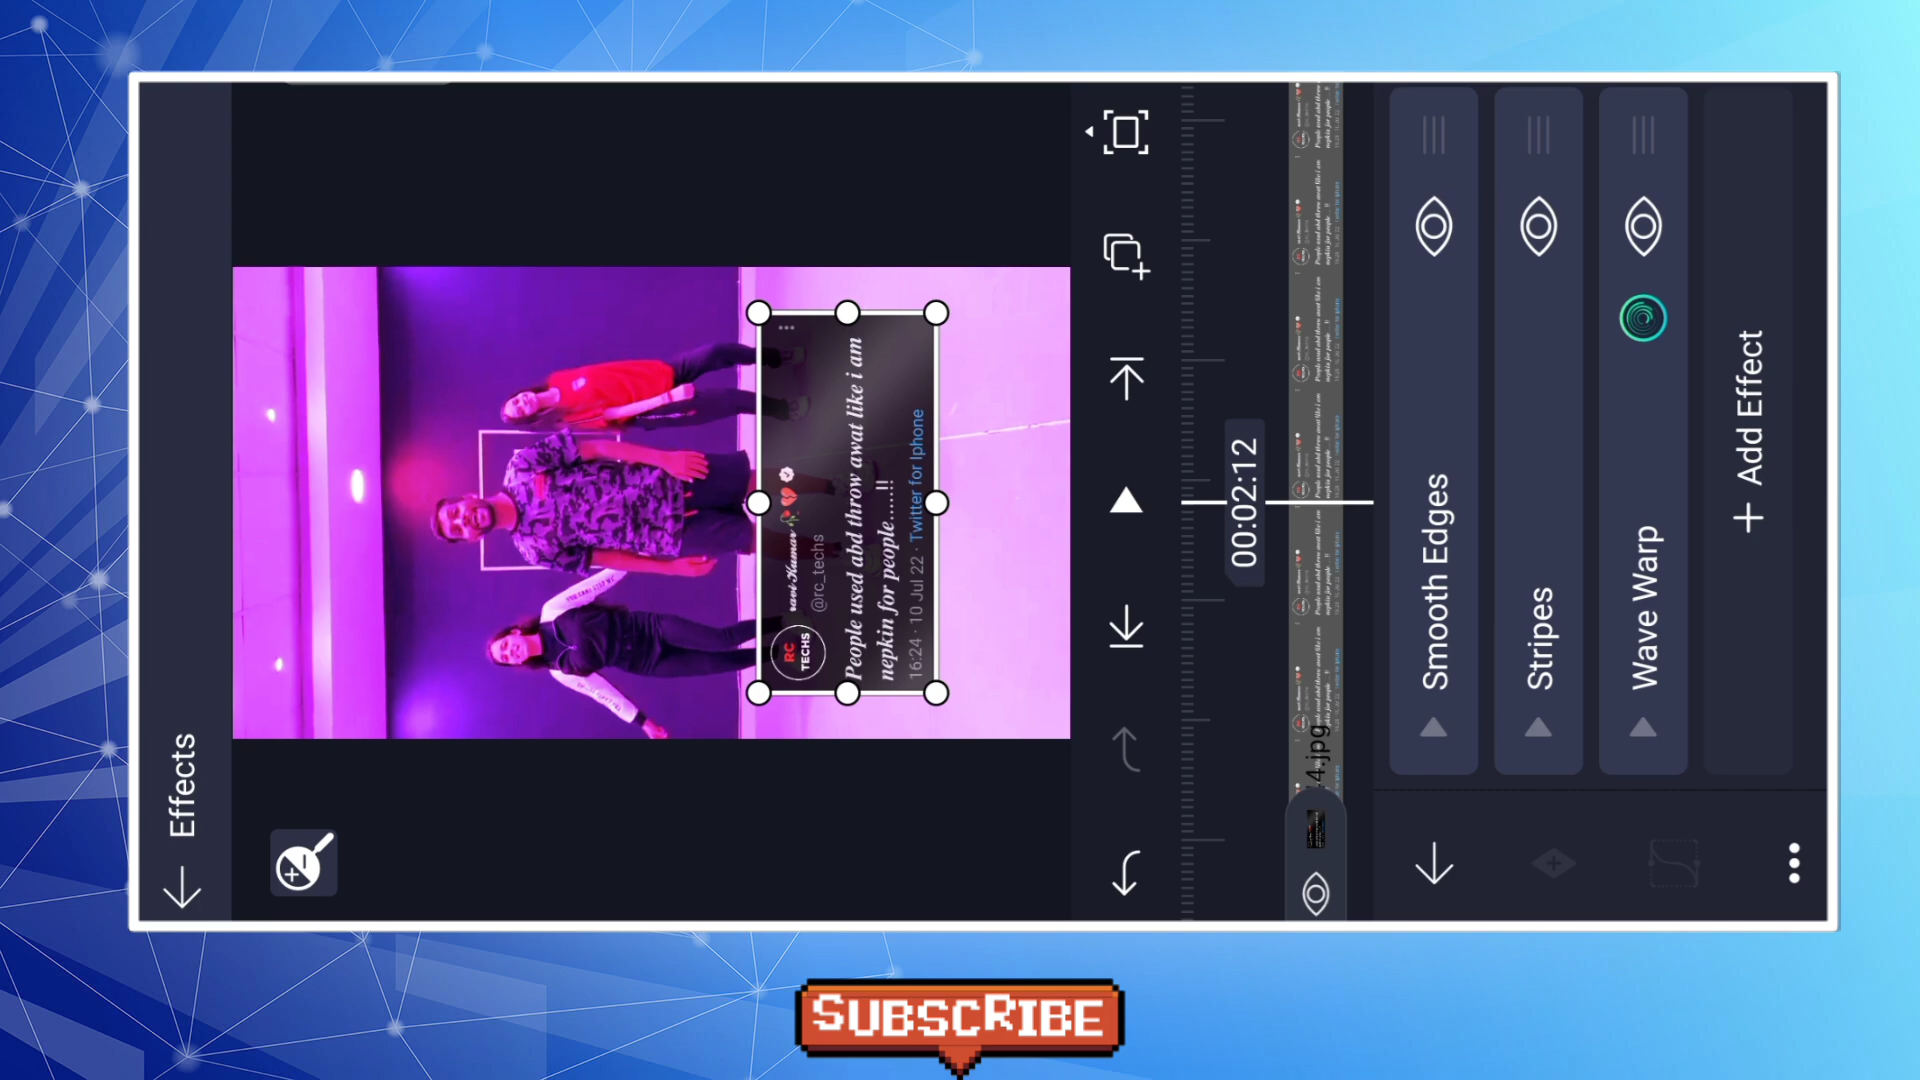 Effects
ravi Kumar
@rc_techs
RC
TECHS
People used abd throw awat like i am
nepkin for people......!!
16:24 · 10 Jul 22 · Twitter for Iphone
00:02:12
4.jpg
Smooth Edges
Stripes
Wave Warp
+ Add Effect
SUBSCRIBE